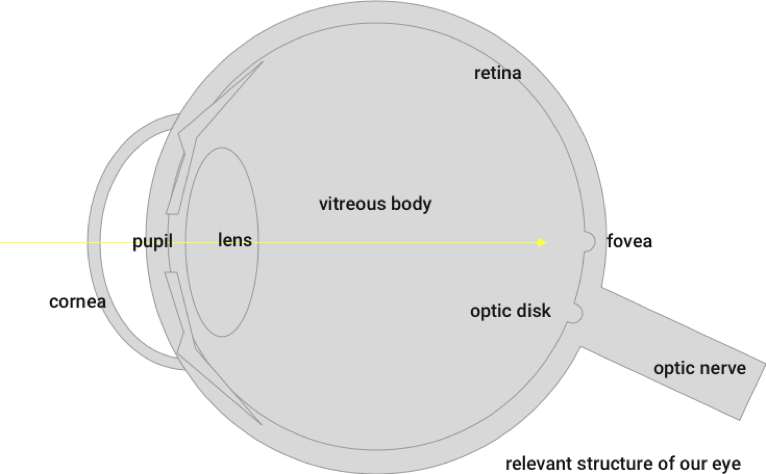 retina
vitreous body
pupil
lens
fovea
cornea
optic disk
optic nerve
relevant structure of our eye